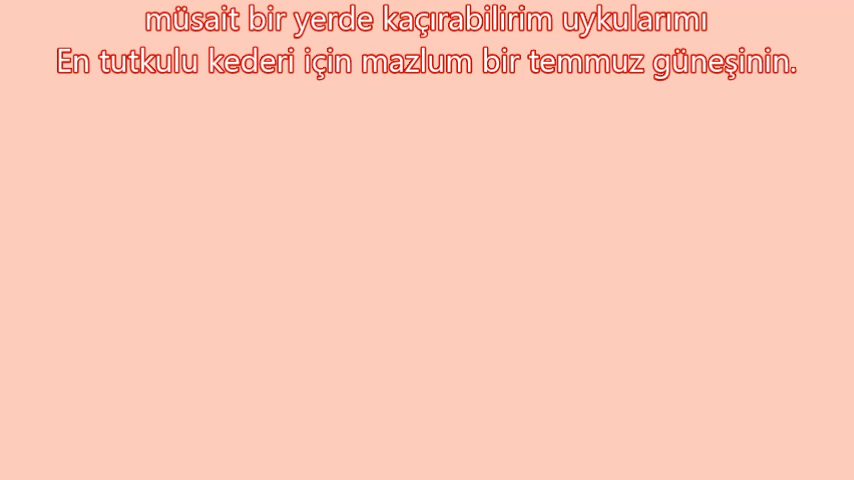 müsait bir yerde kaçırabilirim uykularımı
En tutkulu kederi için mazlum bir temmuz güneşinin.